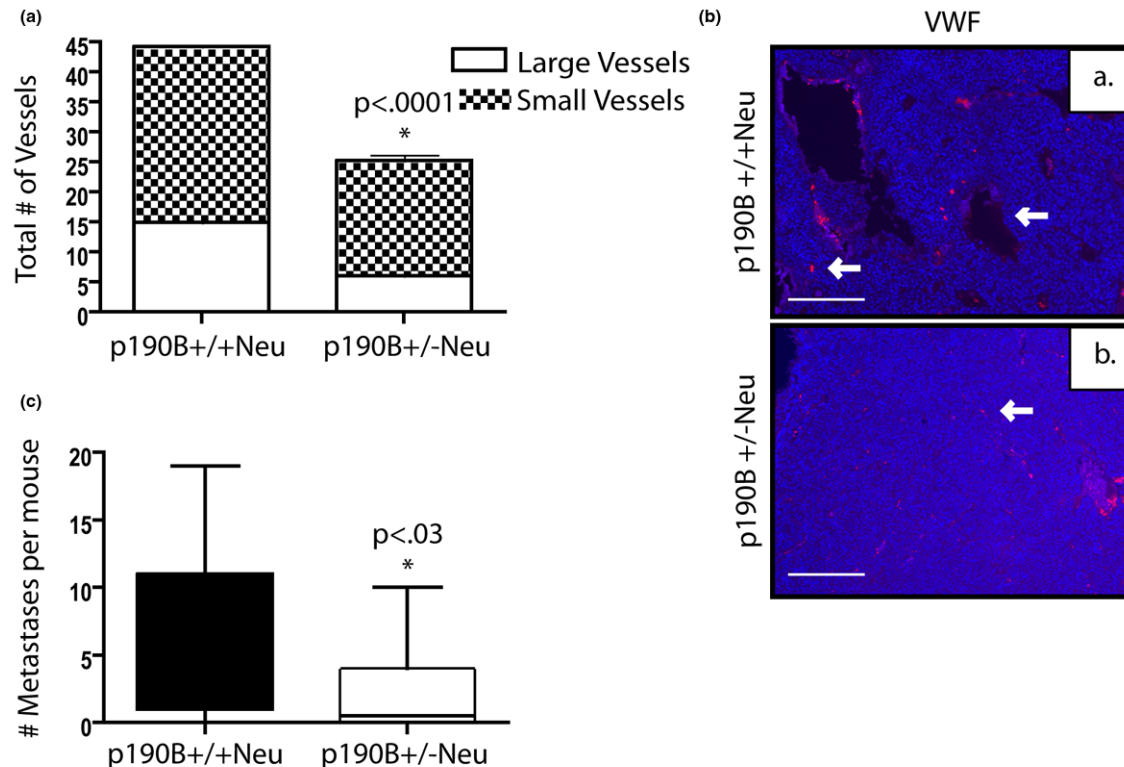 (a)
Total # of Vessels
45
40
35
30
25
20
15
10
5
0
Large Vessels
Small Vessels
p<.0001
*
p190B+/+Neu
p190B+/-Neu
(b)
VWF
p190B +/+Neu
a.
p190B +/-Neu
b.
(c)
# Metastases per mouse
20
15
10
5
0
p<.03
*
p190B+/+Neu
p190B+/-Neu